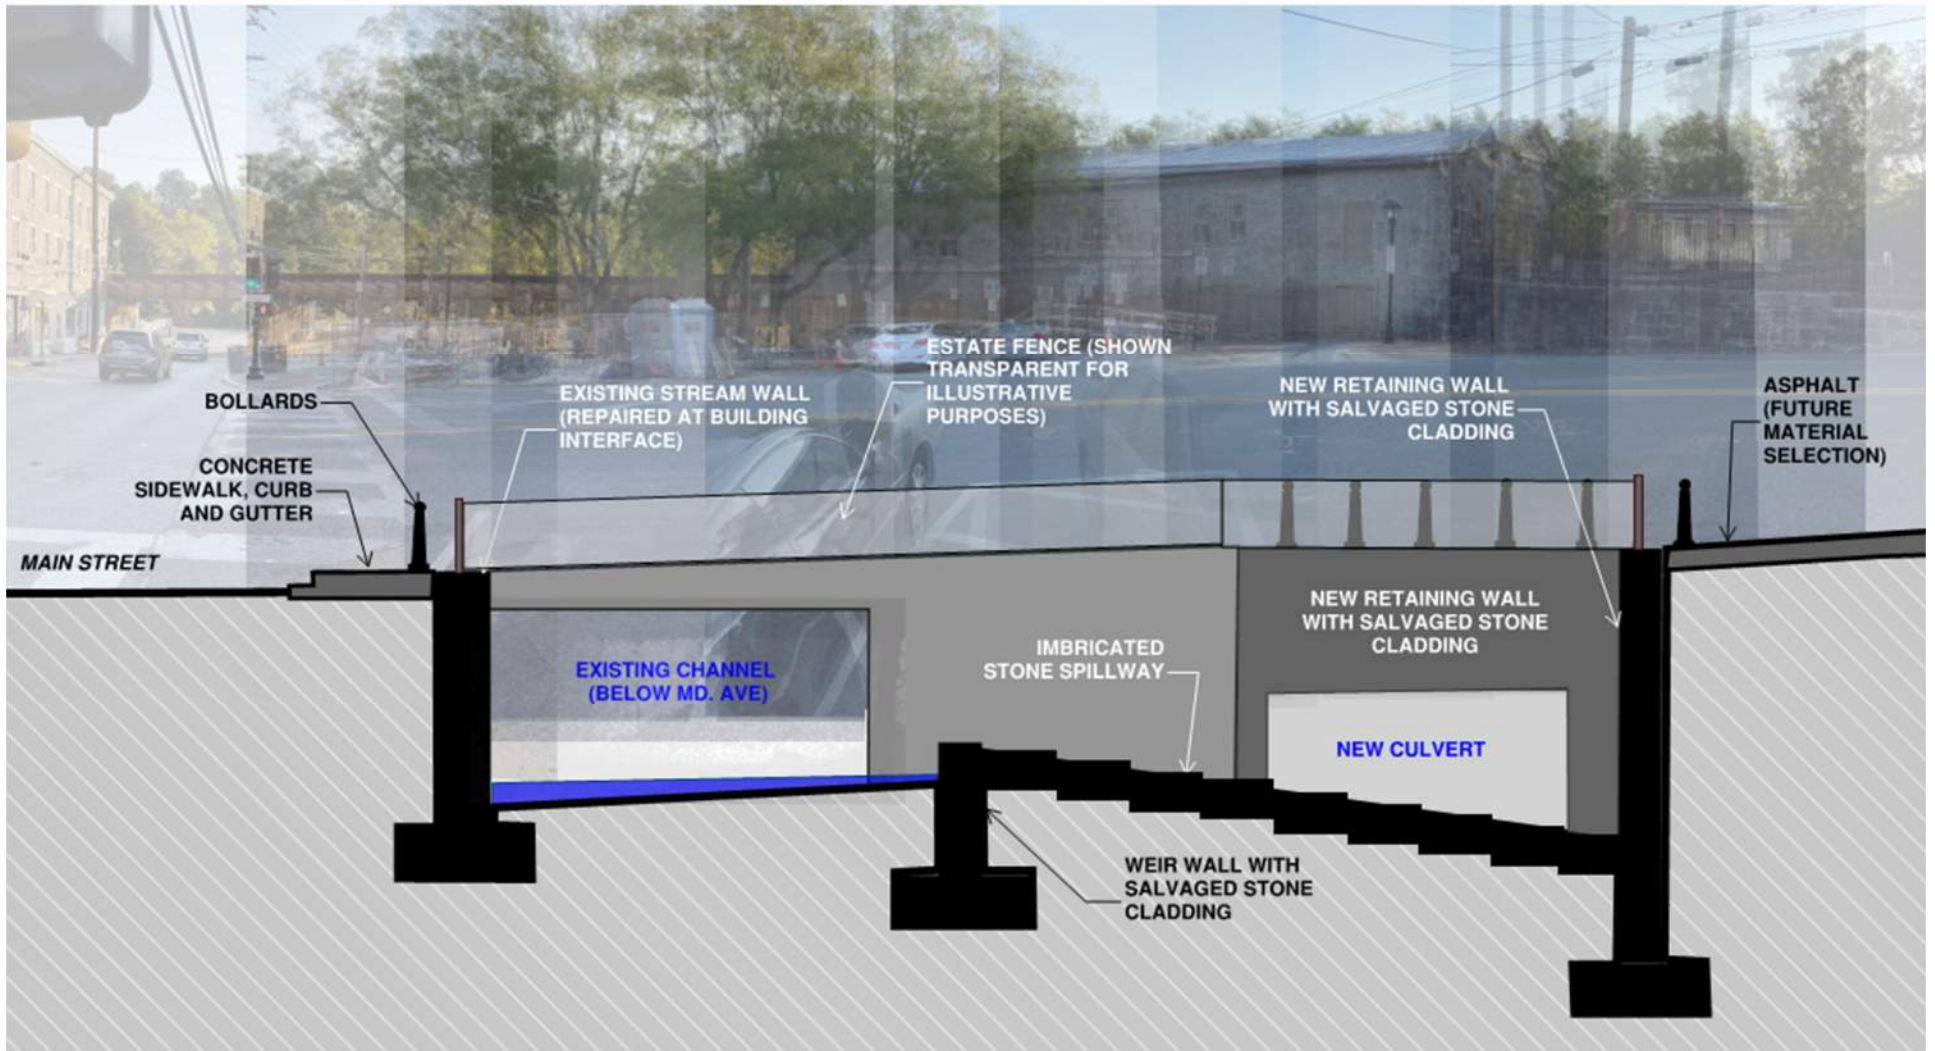 ESTATE FENCE (SHOWN
TRANSPARENT FOR
ILLUSTRATIVE
PURPOSES)
BOLLARDS
EXISTING STREAM WALL
(REPAIRED AT BUILDING
INTERFACE)
NEW RETAINING WALL
WITH SALVAGED STONE
CLADDING
ASPHALT
(FUTURE
MATERIAL
SELECTION)
CONCRETE
SIDEWALK, CURB
AND GUTTER
MAIN STREET
NEW RETAINING WALL
WITH SALVAGED STONE
CLADDING
IMBRICATED
STONE SPILLWAY
EXISTING CHANNEL
(BELOW MD. AVE)
NEW CULVERT
WEIR WALL WITH
SALVAGED STONE
CLADDING